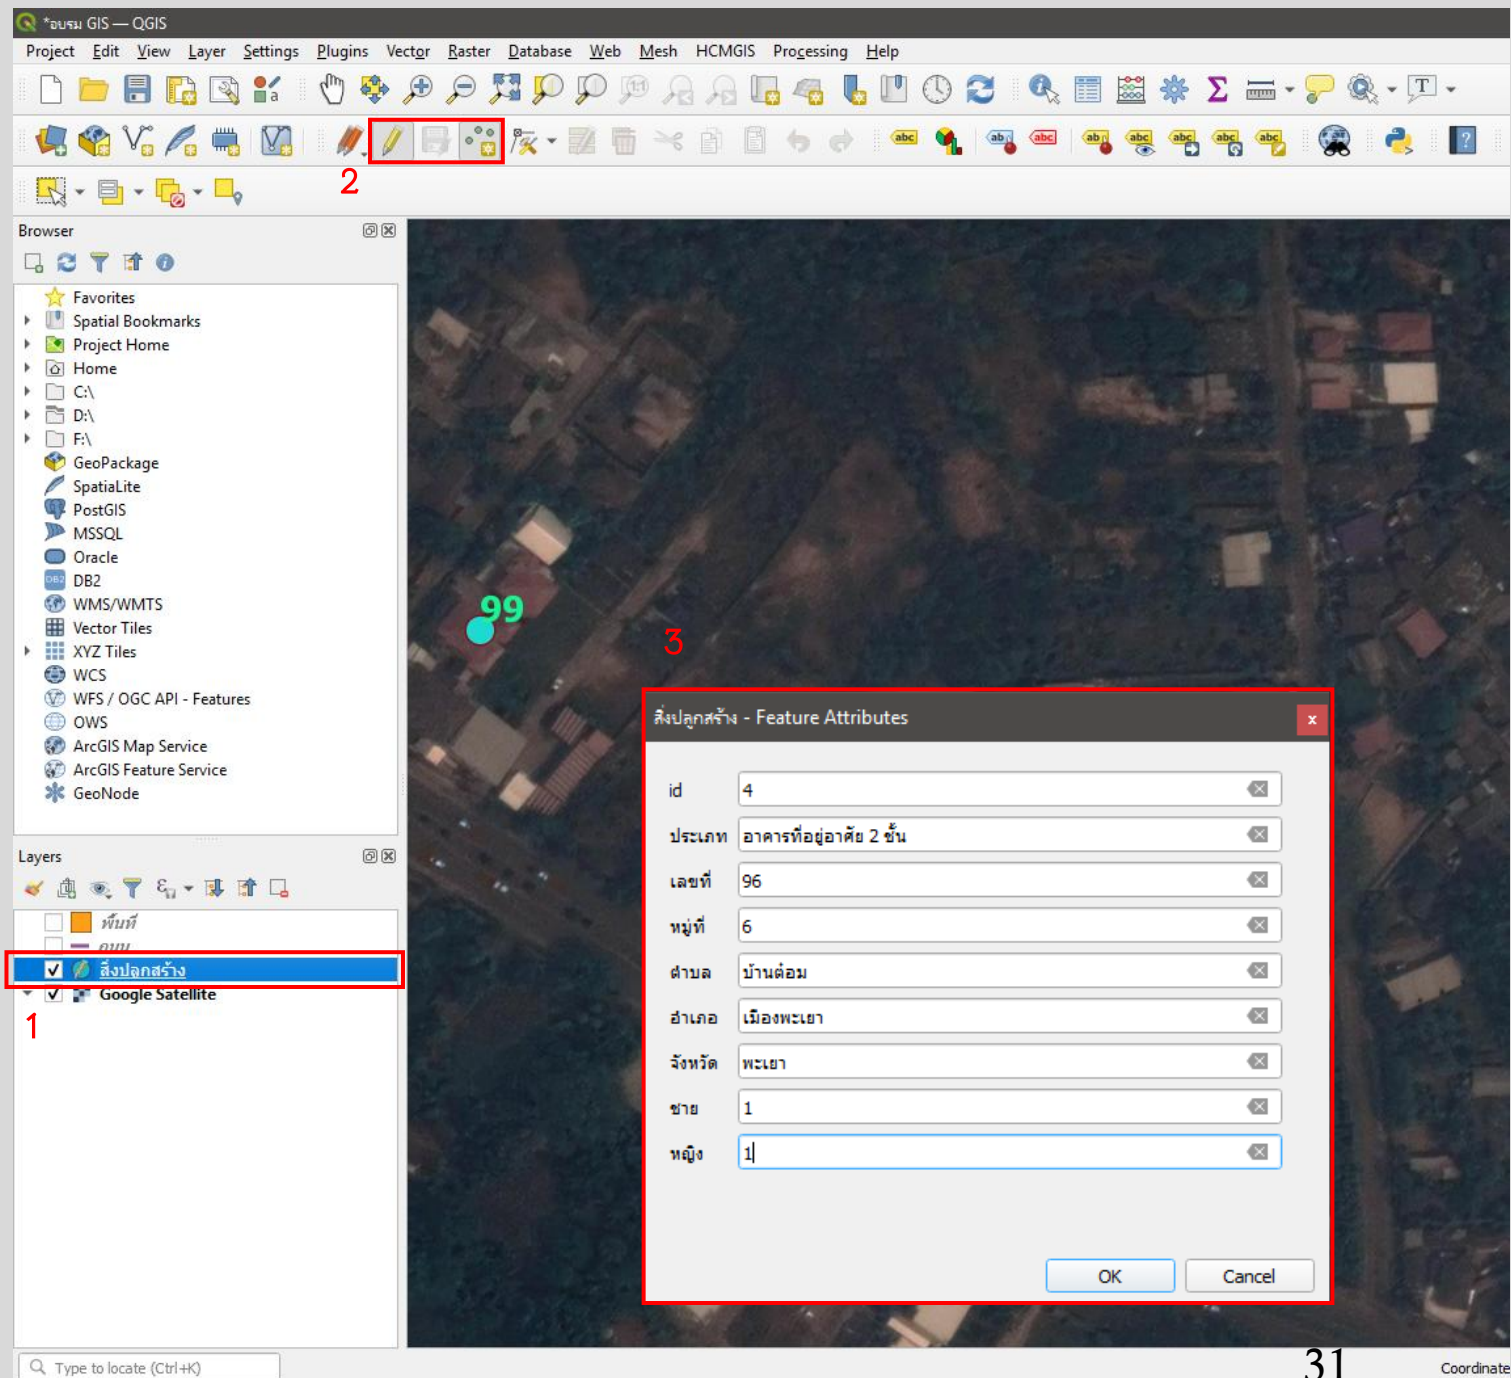 *อบรม GIS — QGIS
Project Edit View Layer Settings Plugins Vector Raster Database Web Mesh HCMGIS Processing Help
2
Browser
Favorites
Spatial Bookmarks
Project Home
Home
C:\
D:\
F:\
GeoPackage
SpatiaLite
PostGIS
MSSQL
Oracle
DB2
WMS/WMTS
Vector Tiles
XYZ Tiles
WCS
WFS / OGC API - Features
OWS
ArcGIS Map Service
ArcGIS Feature Service
GeoNode
99
3
สิ่งปลูกสร้าง - Feature Attributes
id 4
ประเภท อาคารที่อยู่อาศัย 2 ชั้น
เลขที่ 96
หมู่ที่ 6
ตำบล บ้านต๋อม
อำเภอ เมืองพะเยา
จังหวัด พะเยา
ชาย 1
หญิง 1
OK Cancel
Layers
พื้นที่
ถนน
สิ่งปลูกสร้าง
Google Satellite
1
Type to locate (Ctrl+K)
31
Coordinate